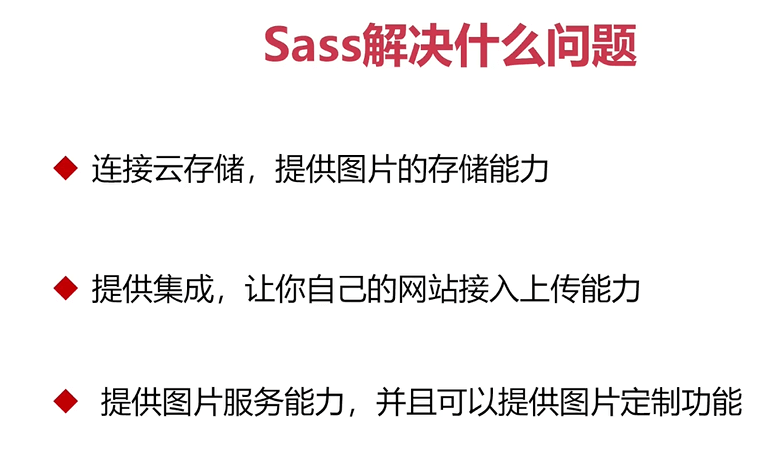 Sass解决什么问题
连接云存储，提供图片的存储能力
提供集成，让你自己的网站接入上传能力
提供图片服务能力，并且可以提供图片定制功能